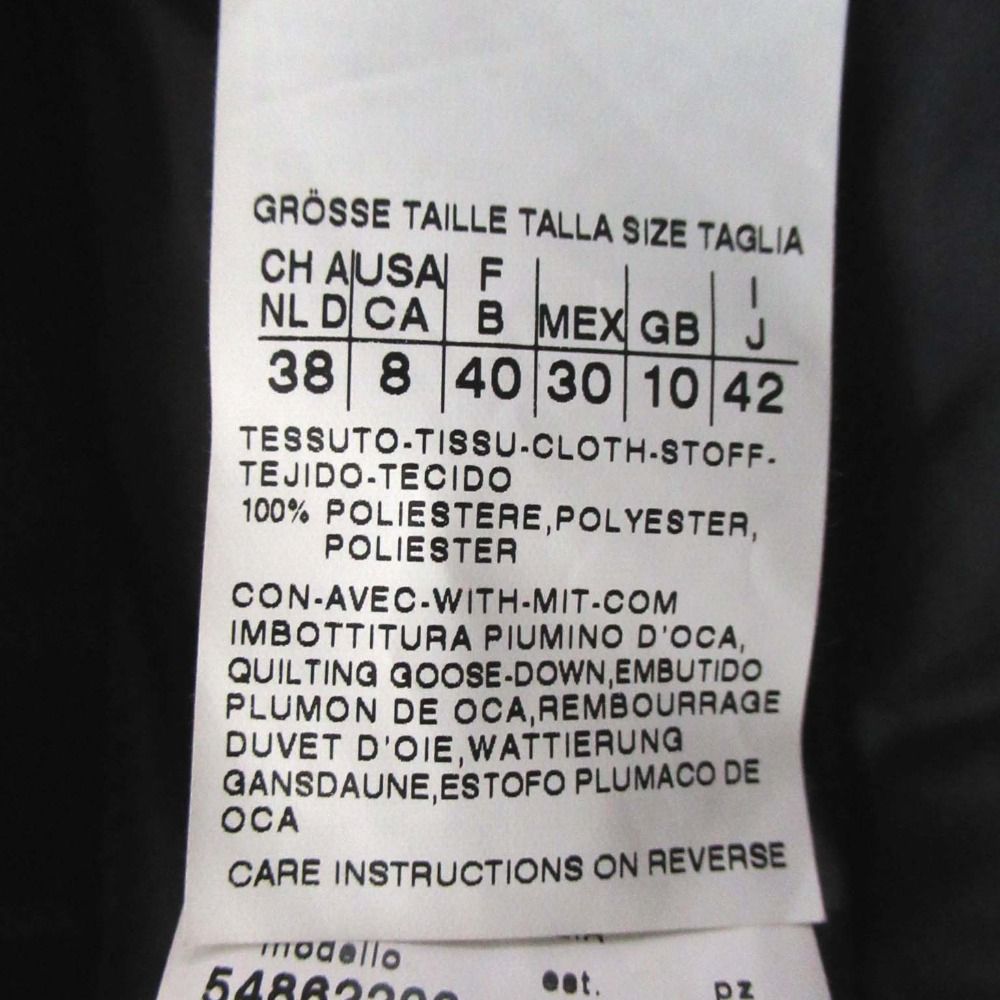 GRÖSSE TAILLE TALLA SIZE TAGLIA
CH A USA F I
NL D CA B MEX GB J
38 8 40 30 10 42
TESSUTO-TISSU-CLOTH-STOFF-
TEJIDO-TECIDO
100% POLIESTERE,POLYESTER,
POLIESTER
CON-AVEC-WITH-MIT-COM
IMBOTTITURA PIUMINO D'OCA,
QUILTING GOOSE-DOWN,EMBUTIDO
PLUMON DE OCA,REMBOURRAGE
DUVET D'OIE,WATTIERUNG
GANSDAUNE,ESTOFO PLUMACO DE
OCA
CARE INSTRUCTIONS ON REVERSE
modello est. pz